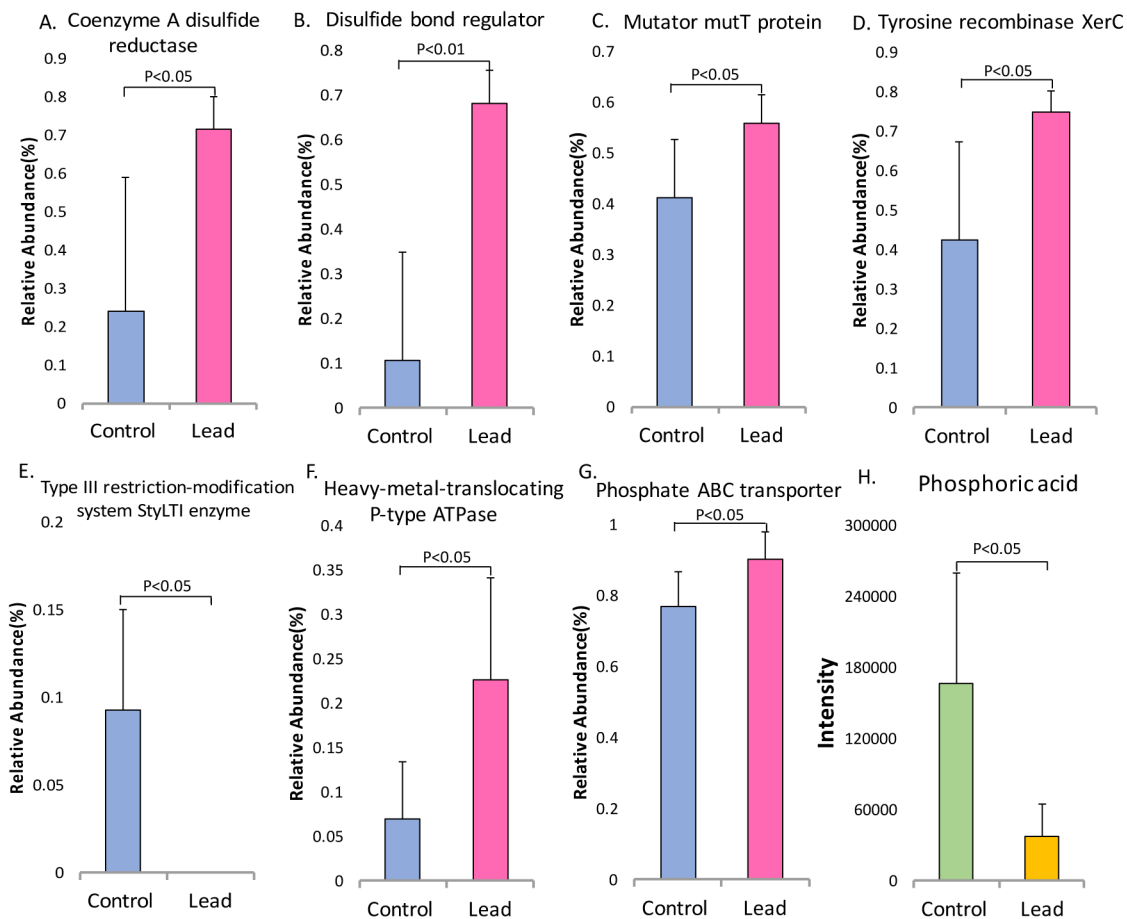 A. Coenzyme A disulfide
reductase
0.9
0.8
0.7
0.6
0.5
0.4
0.3
0.2
0.1
0
Relative Abundance(%)
P<0.05
Control Lead
B. Disulfide bond regulator
0.8
0.7
0.6
0.5
0.4
0.3
0.2
0.1
0
Relative Abundance(%)
P<0.01
Control Lead
C. Mutator mutT protein
0.7
0.6
0.5
0.4
0.3
0.2
0.1
0
Relative Abundance(%)
P<0.05
Control Lead
D. Tyrosine recombinase XerC
0.9
0.8
0.7
0.6
0.5
0.4
0.3
0.2
0.1
0
Relative Abundance(%)
P<0.05
Control Lead
E. Type III restriction-modification
system StyLTI enzyme
0.2
0.15
0.1
0.05
0
Relative Abundance(%)
P<0.05
Control Lead
F. Heavy-metal-translocating
P-type ATPase
0.4
0.35
0.3
0.25
0.2
0.15
0.1
0.05
0
Relative Abundance(%)
P<0.05
Control Lead
G. Phosphate ABC transporter
1
0.8
0.6
0.4
0.2
0
Relative Abundance(%)
P<0.05
Control Lead
H. Phosphoric acid
300000
240000
180000
120000
60000
0
Intensity
P<0.05
Control Lead